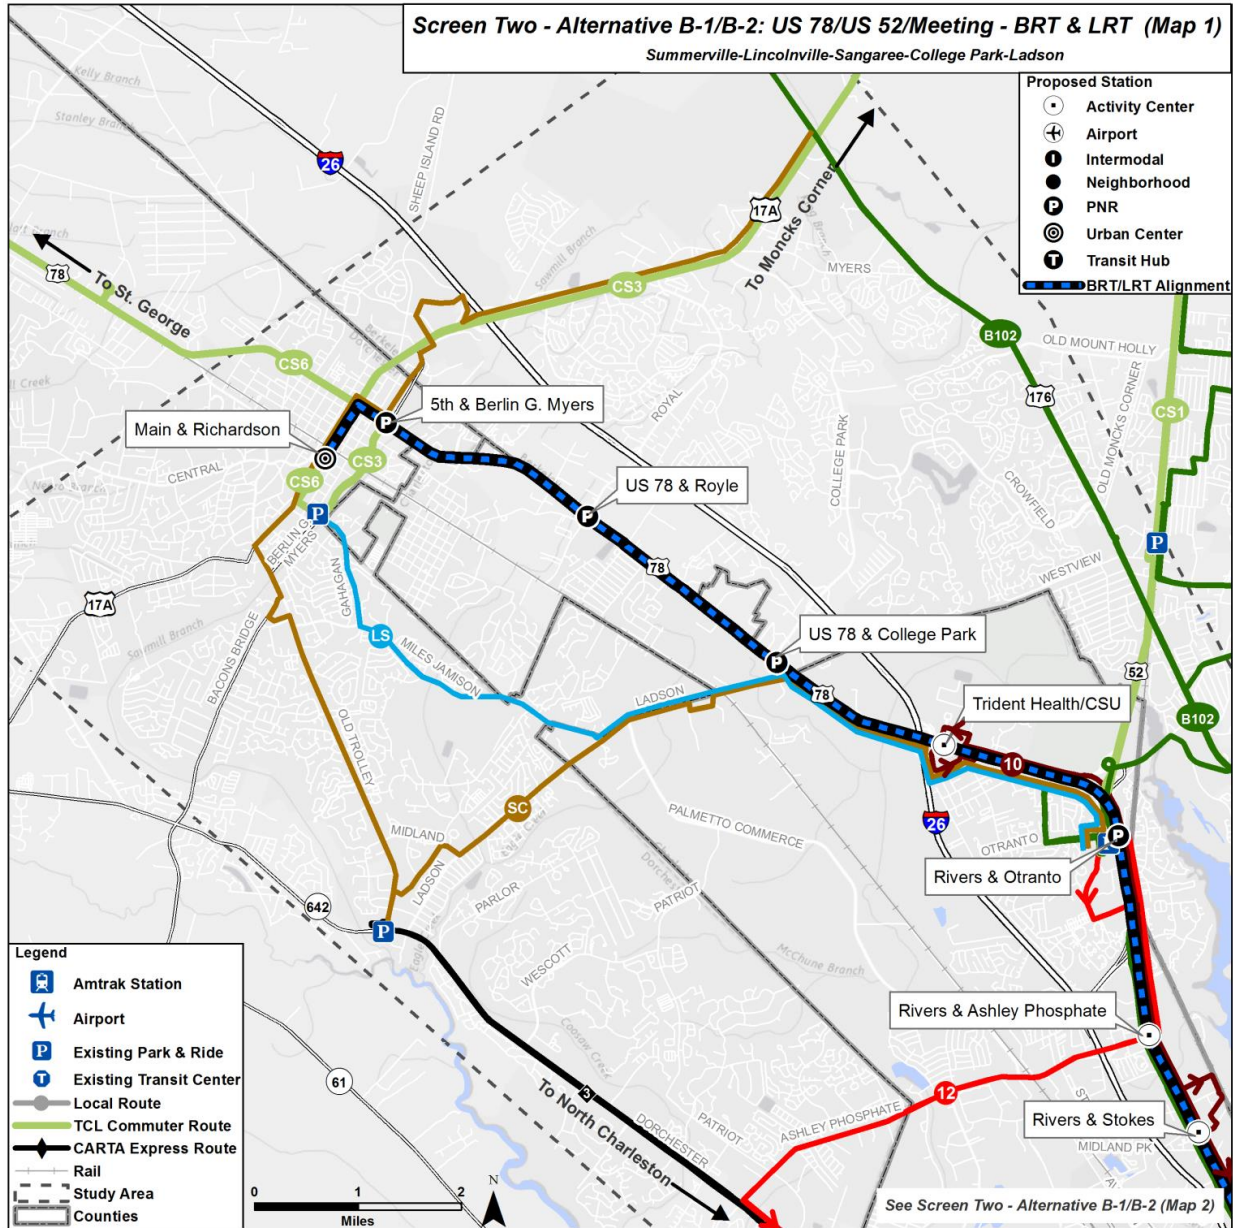 Screen Two - Alternative B-1/B-2: US 78/US 52/Meeting - BRT & LRT (Map 1)
Summerville-Lincolnville-Sangaree-College Park-Ladson
Proposed Station
Activity Center
Airport
Intermodal
Neighborhood
P PNR
Urban Center
T Transit Hub
BRT/LRT Alignment
Kelly Branch
Stanley Branch
SHEEP ISLAND RD
26
17A
To Moncks Corner
Sawmill Branch
MYERS
78
To St. George
CS3
B102
OLD MOUNT HOLLY
CS6
176
OLD MONCKS CORNER
CS1
5th & Berlin G. Myers
ROYAL
Main & Richardson
P
CENTRAL
CS3
CS6
COLLEGE PARK
US 78 & Royle
CROWFIELD
P
P
BERLIN G. MYERS
P
WESTVIEW
78
GAHAGAN
17A
Sawmill Branch
BACONS BRIDGE
LS
MILES JAMISON
US 78 & College Park
P
LADSON
78
52
Trident Health/CSU
B102
OLD TROLLEY
10
SC
PALMETTO COMMERCE
26
MIDLAND
OTRANTO
P
LADSON
PARLOR
PATRIOT
Rivers & Otranto
642
P
WESCOTT
McChune Branch
Legend
Amtrak Station
Airport
P Existing Park & Ride
T Existing Transit Center
Local Route
TCL Commuter Route
CARTA Express Route
Rail
Study Area
Counties
Rivers & Ashley Phosphate
Coosaw Creek
61
3
To North Charleston
12
DORCHESTER
PATRIOT
ASHLEY PHOSPHATE
Rivers & Stokes
MIDLAND PK
N
0 1 2
Miles
See Screen Two - Alternative B-1/B-2 (Map 2)